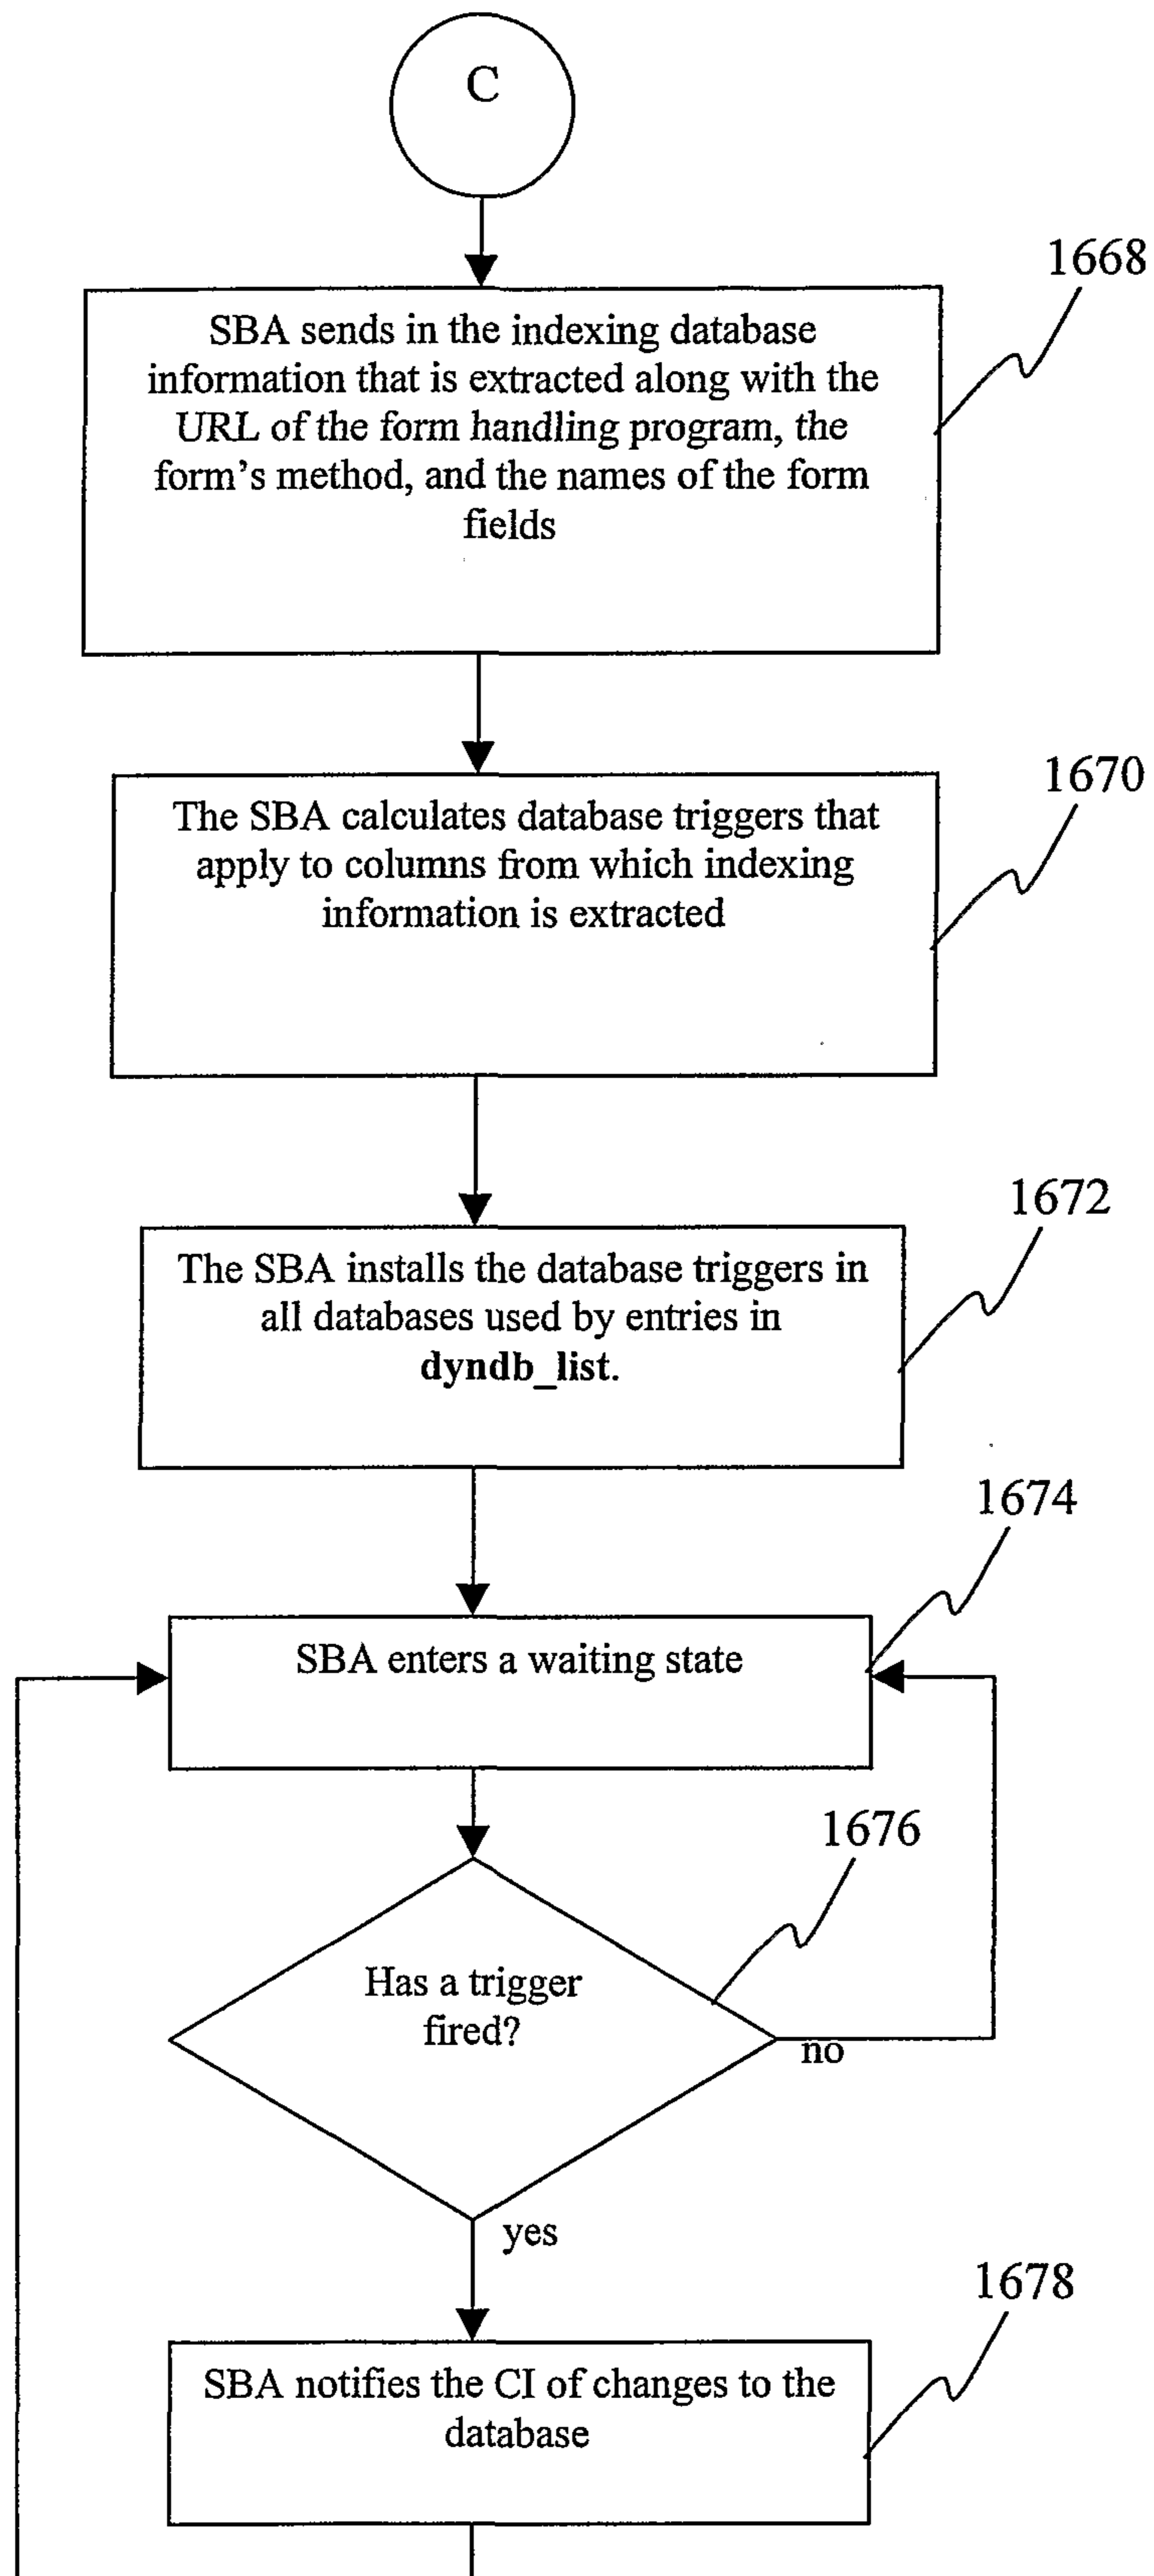 C
1668
SBA sends in the indexing database
information that is extracted along with the
URL of the form handling program, the
form's method, and the names of the form
fields
1670
The SBA calculates database triggers that
apply to columns from which indexing
information is extracted
1672
The SBA installs the database triggers in
all databases used by entries in
dyndb_list.
1674
SBA enters a waiting state
1676
Has a trigger
fired?
no
yes
1678
SBA notifies the CI of changes to the
database